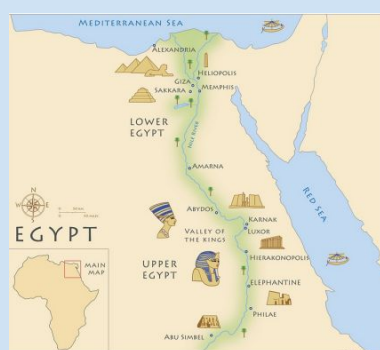 MEDITERRANEAN SEA
ALEXANDRIA
HELIOPOLIS
GIZA
SAKKARA
MEMPHIS
LOWER
EGYPT
NILE RIVER
AMARNA
RED SEA
ABYDOS
KARNAK
LUXOR
VALLEY OF
THE KINGS
N
W
E
S
EGYPT
HIERAKONOPOLIS
UPPER
EGYPT
MAIN
MAP
ELEPHANTINE
PHILAE
ABU SIMBEL